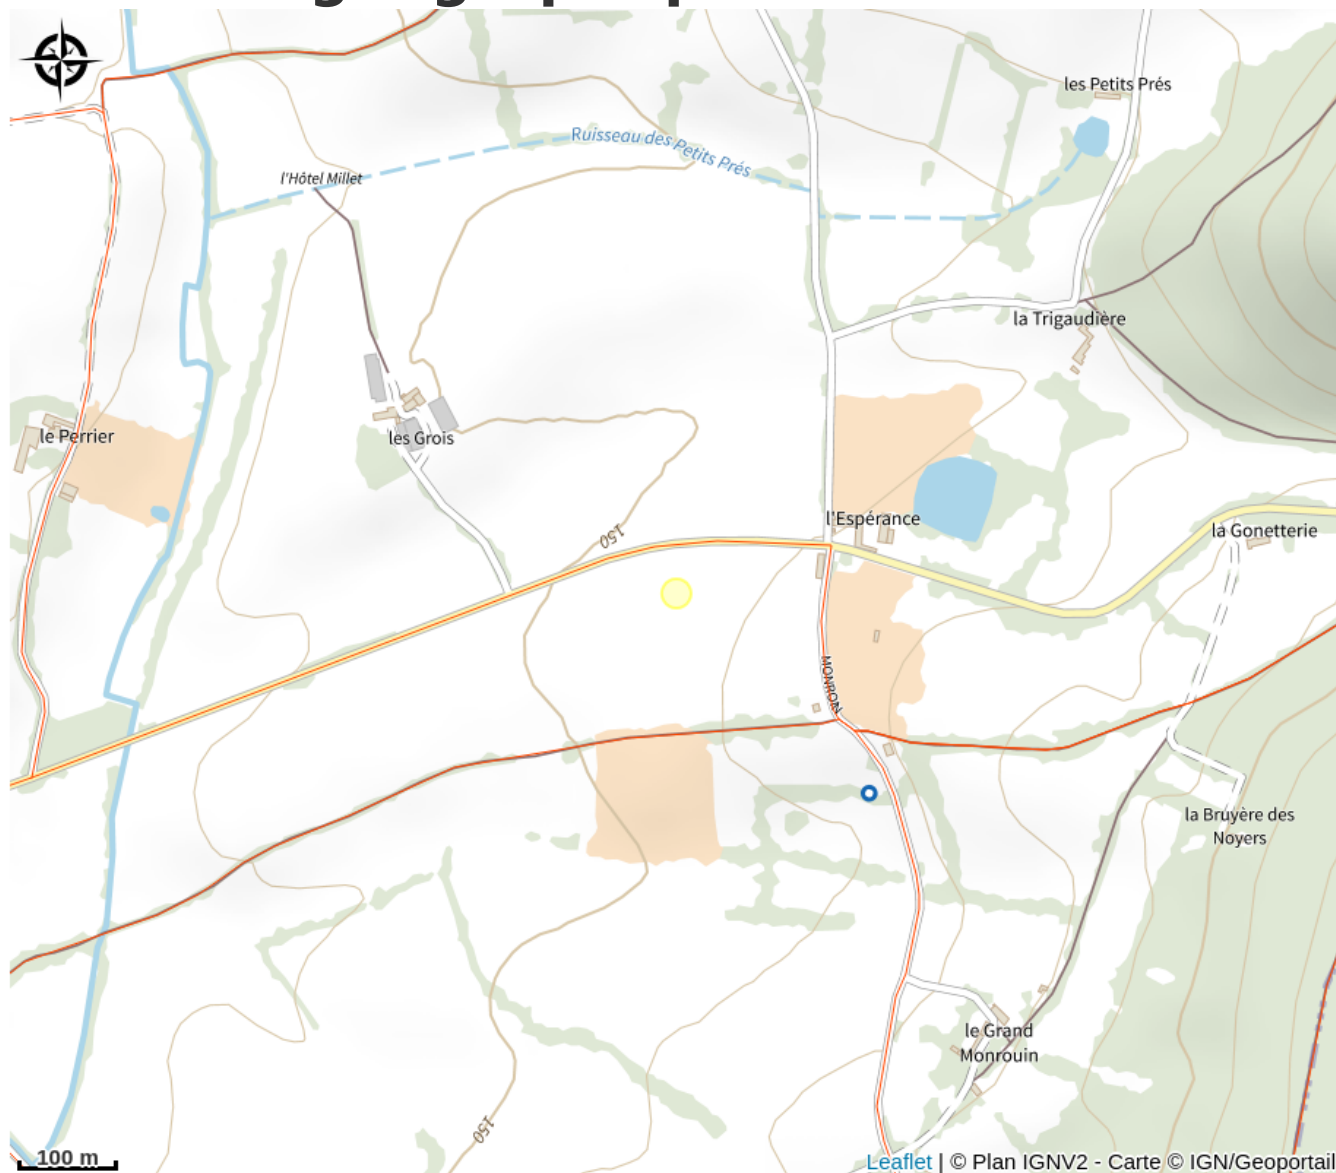 les Petits Prés
Ruisseau des Petits Prés
l'Hôtel Millet
la Trigaudière
le Perrier
les Grois
l'Espérance
la Gonetterie
150
MONROIN
la Bruyère des
Noyers
le Grand
Monrouin
150
100 m
Leaflet | © Plan IGNV2 - Carte © IGN/Geoportail